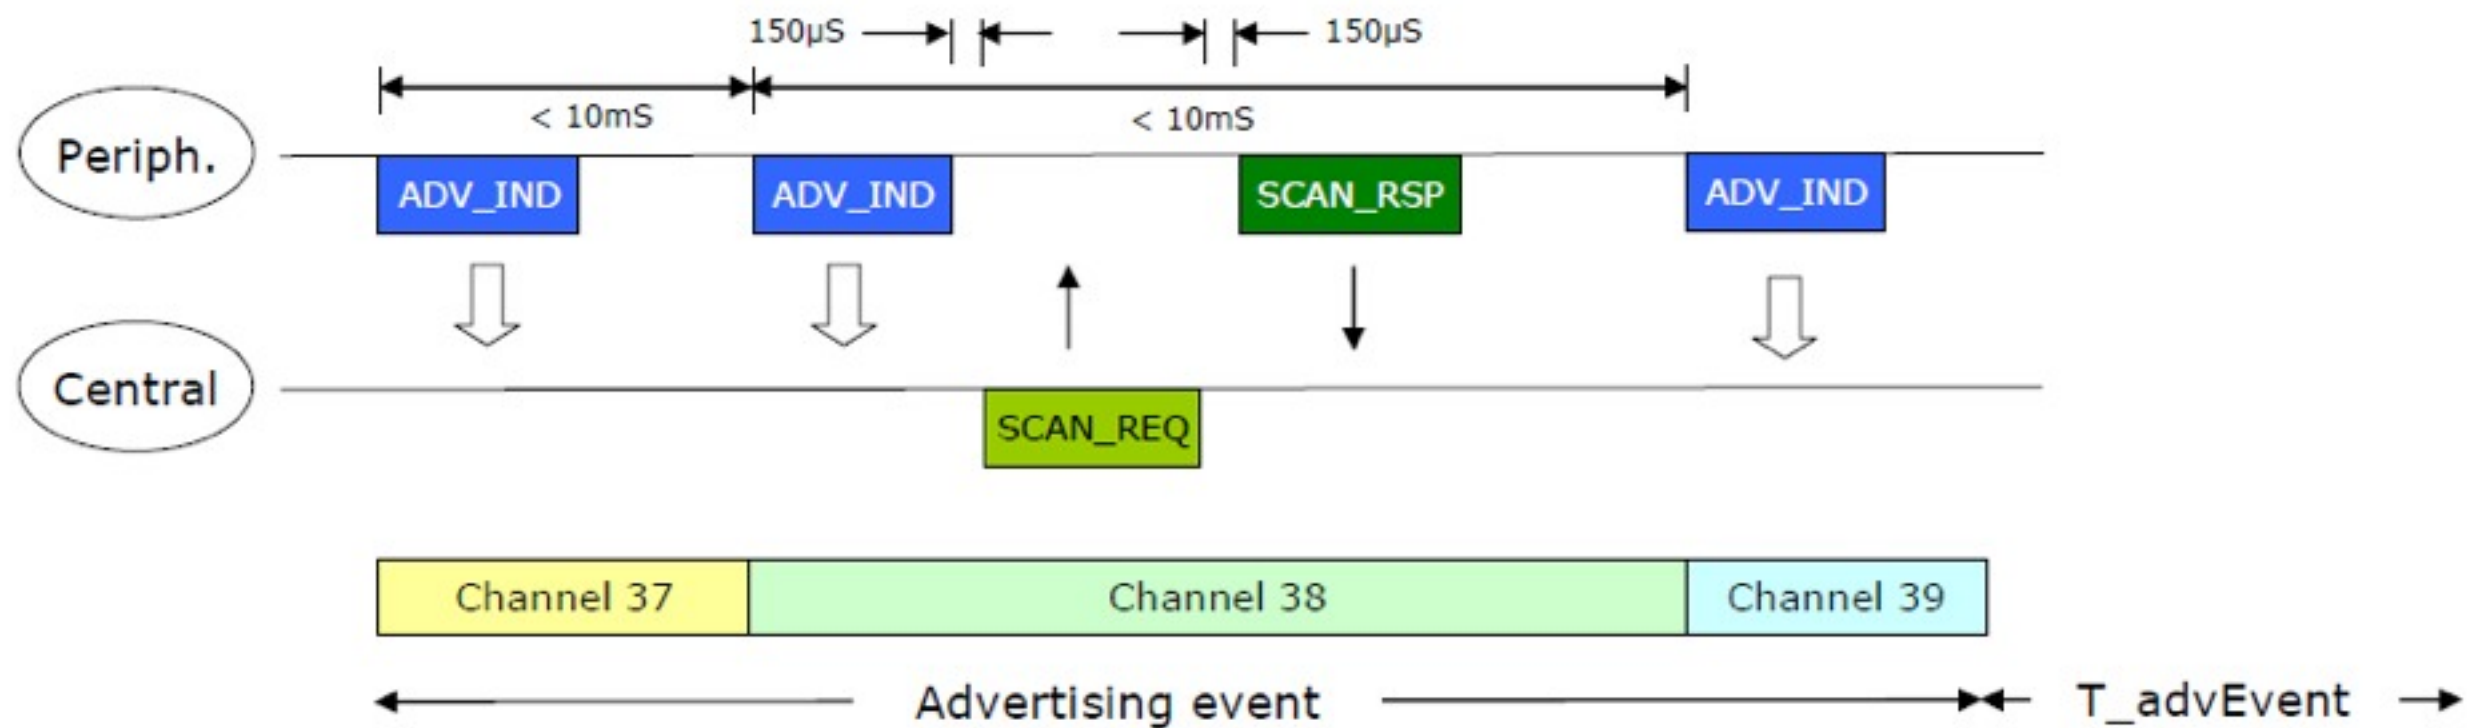 150µS 150µS
< 10mS < 10mS
Periph.
ADV_IND ADV_IND SCAN_RSP ADV_IND
Central
SCAN_REQ
Channel 37 Channel 38 Channel 39
Advertising event T_advEvent